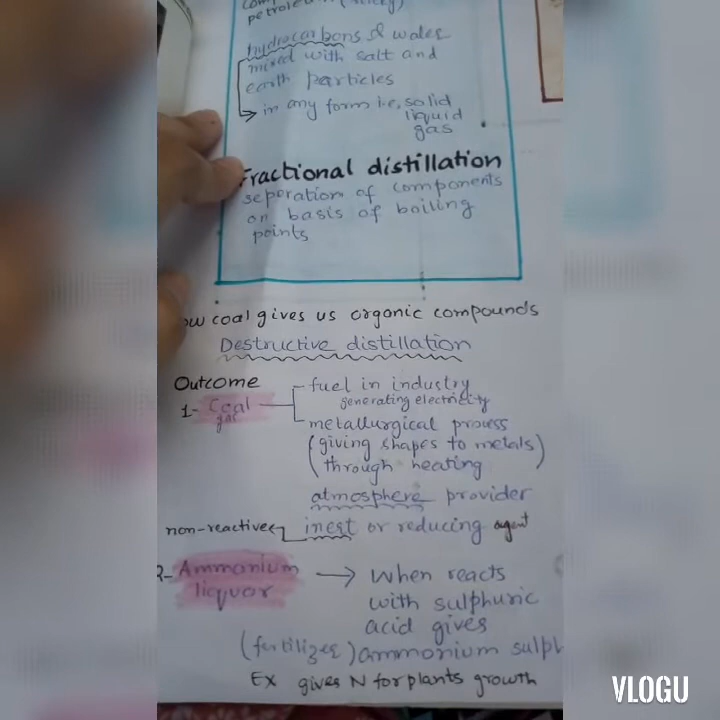 petroleum (
hydrocarbons & water
mixed with salt and
earth particles
in any form i.e. solid
liquid
gas
Fractional distillation
seperation of components
on basis of boiling
points
ow coal gives us organic compounds
Destructive distillation
Outcome
1- Coal gas
fuel in industry
generating electricity
metallurgical process
(giving shapes to metals)
(through heating)
atmosphere provider
non-reactive inert or reducing agent
2- Ammonium liquor
→ when reacts
with sulphuric
acid gives
(fertilizer) ammonium sulph
Ex gives N for plants growth
VLOGU